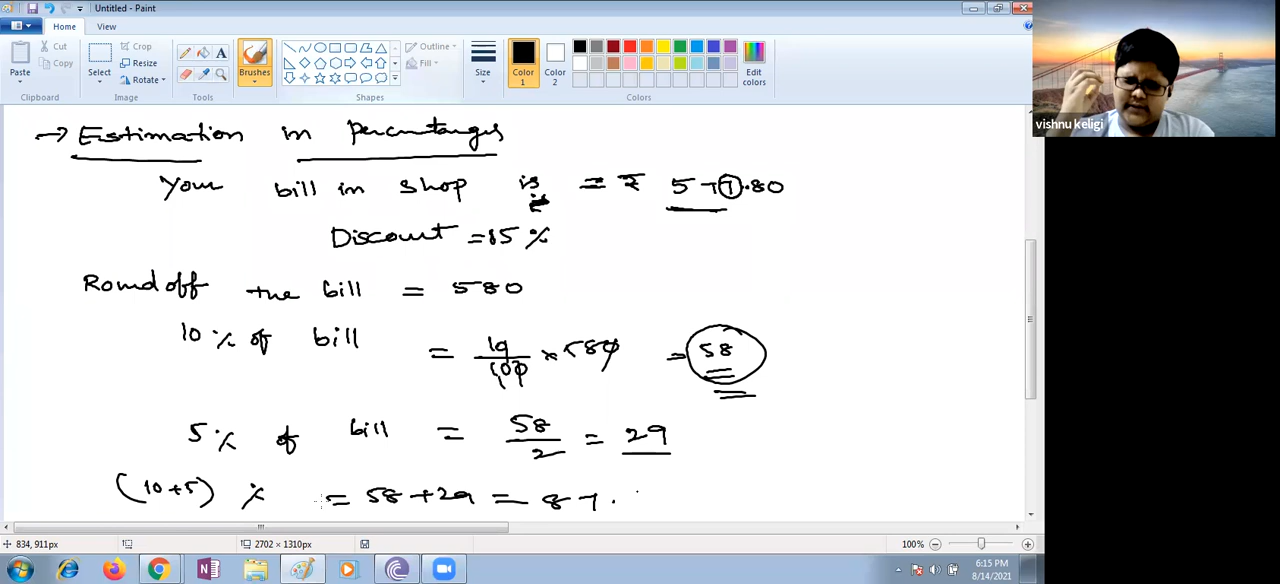 Untitled - Paint
Home View
Paste Cut Copy Select Crop Resize Rotate Brushes Outline Fill Size Color 1 Color 2 Edit colors
Clipboard Image Tools Shapes Colors
vishnu keligi
→ Estimation in percentages
Your bill in shop is = ₹ 577.80
Discount = 15 %
Round off the bill = 580
10 % of bill = 10/100 × 580 = 58
5 % of bill = 58/2 = 29
(10+5) % = 58 + 29 = 87.
834, 911px 2702 × 1310px 100%
6:15 PM
8/14/2021